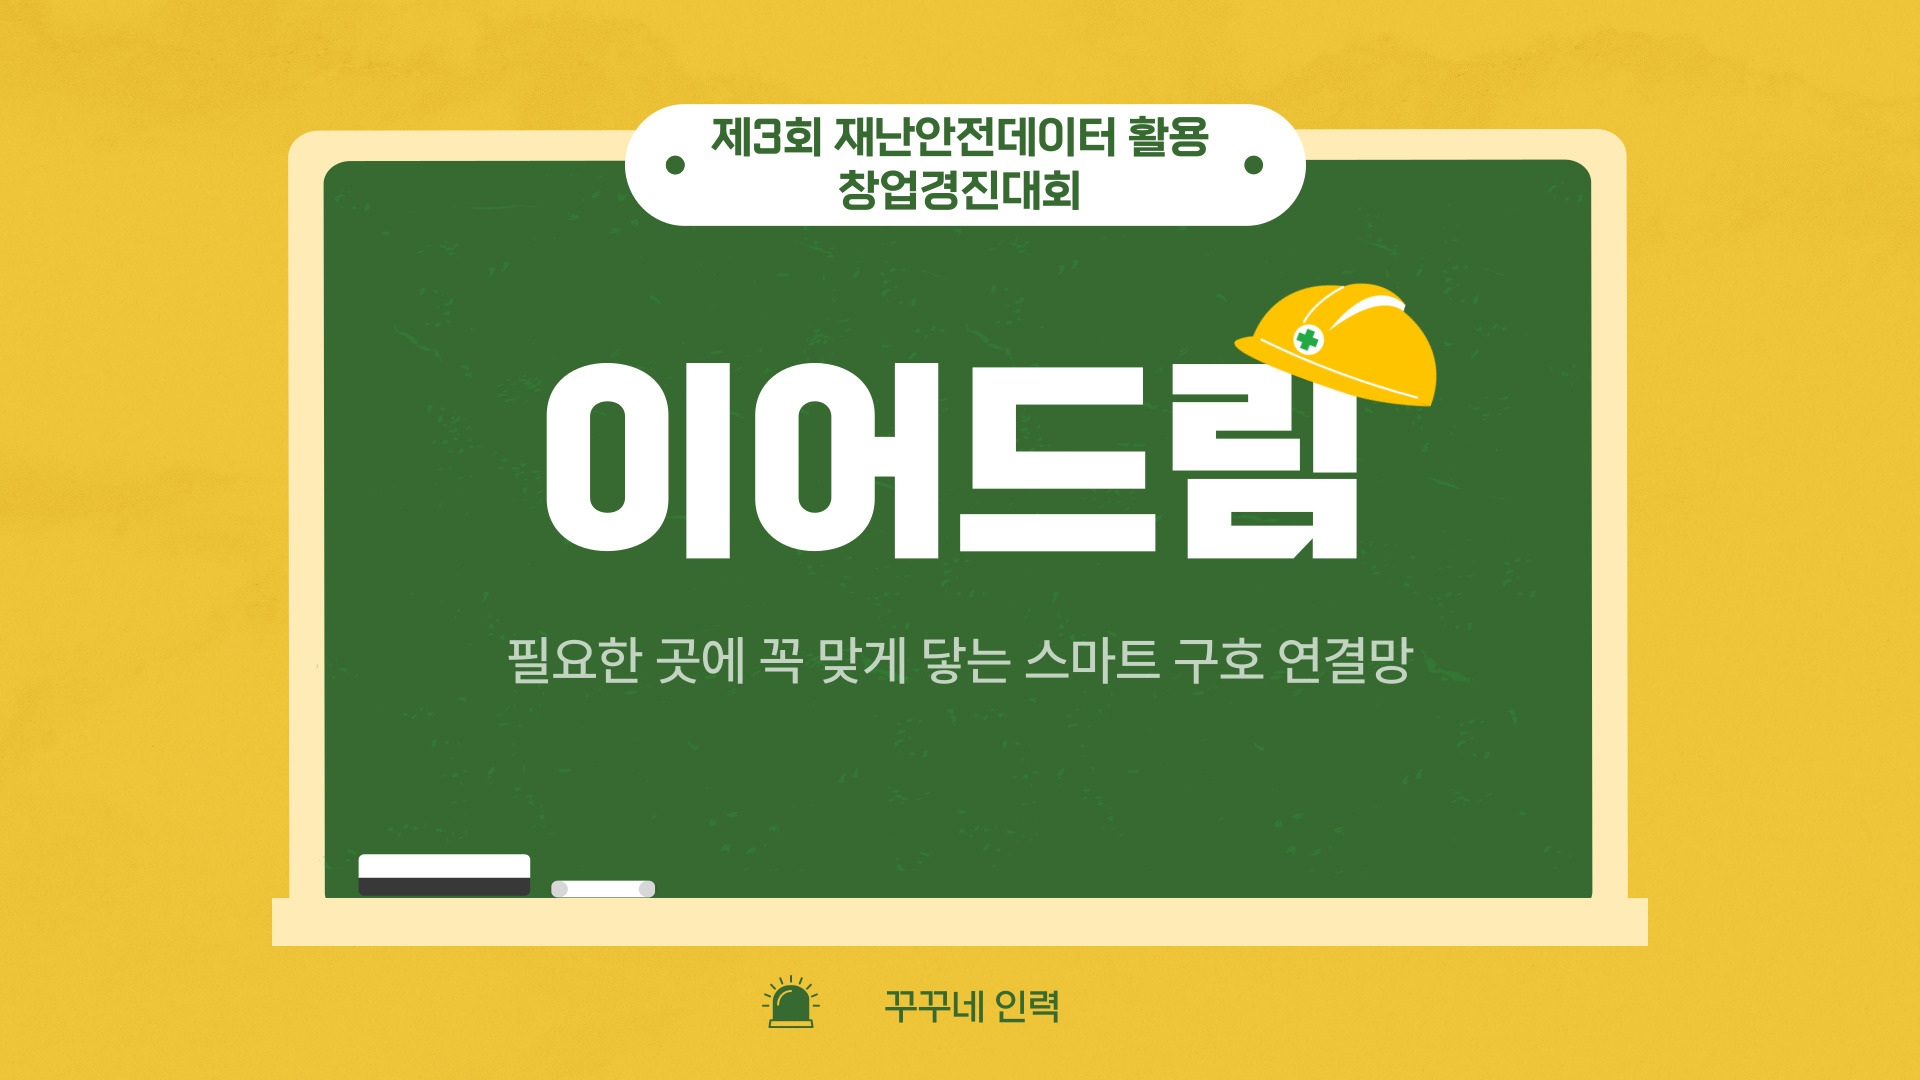 제3회 재난안전데이터 활용
창업경진대회
이어드림
필요한 곳에 꼭 맞게 닿는 스마트 구호 연결망
꾸꾸네 인력